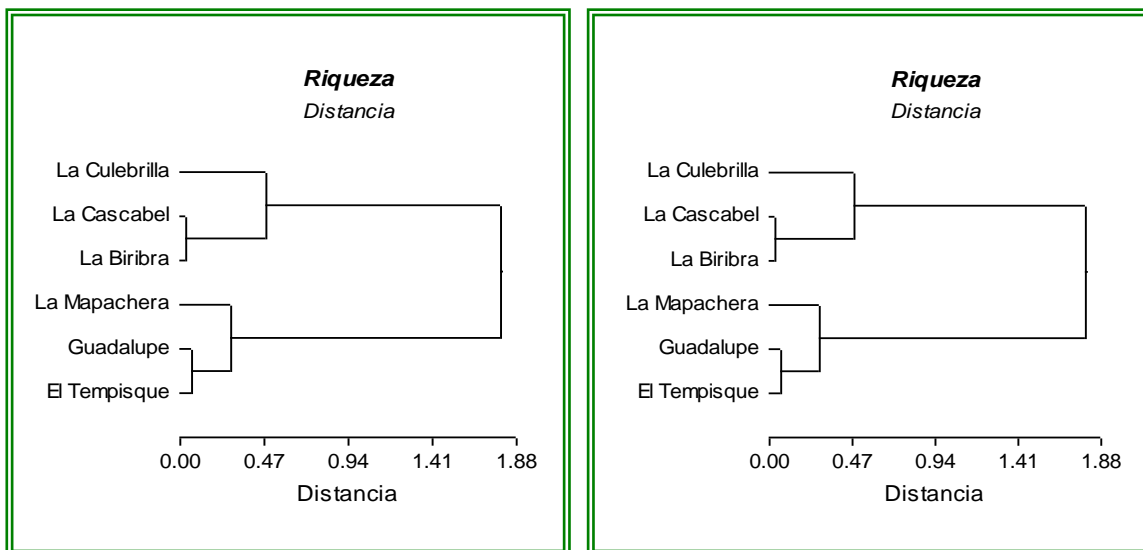 Riqueza
Distancia
La Culebrilla
La Cascabel
La Biribra
La Mapachera
Guadalupe
El Tempisque
0.00 0.47 0.94 1.41 1.88
Distancia
Riqueza
Distancia
La Culebrilla
La Cascabel
La Biribra
La Mapachera
Guadalupe
El Tempisque
0.00 0.47 0.94 1.41 1.88
Distancia